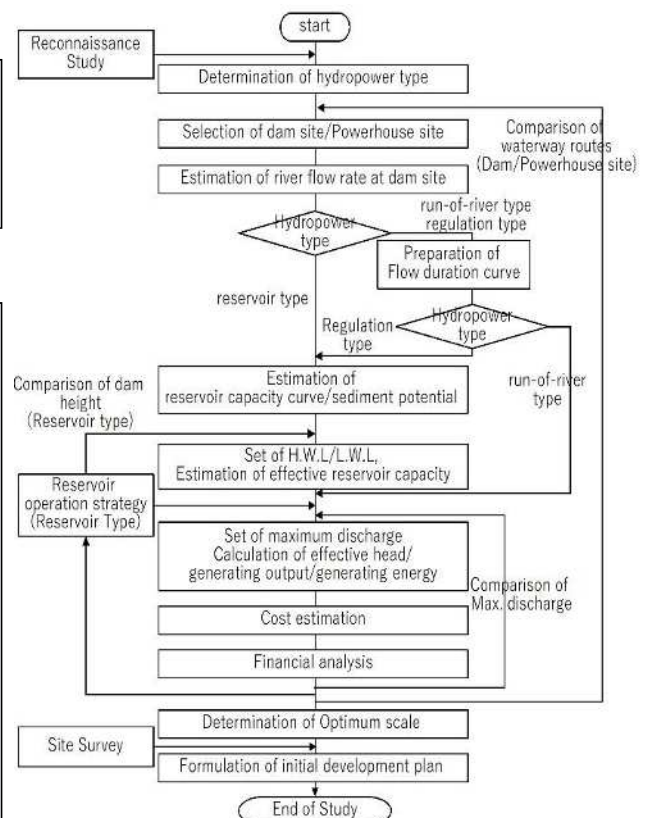 start
Reconnaissance
Study
Determination of hydropower type
Selection of dam site/Powerhouse site
Comparison of
waterway routes
(Dam/Powerhouse site)
Estimation of river flow rate at dam site
Hydropower
type
run-of-river type
regulation type
Preparation of
Flow duration curve
reservoir type
Hydropower
type
Regulation
type
run-of-river
type
Estimation of
reservoir capacity curve/sediment potential
Comparison of dam
height
(Reservoir type)
Set of H.W.L/L.W.L,
Estimation of effective reservoir capacity
Reservoir
operation strategy
(Reservoir Type)
Set of maximum discharge
Calculation of effective head/
generating output/generating energy
Comparison of
Max. discharge
Cost estimation
Financial analysis
Determination of Optimum scale
Site Survey
Formulation of initial development plan
End of Study